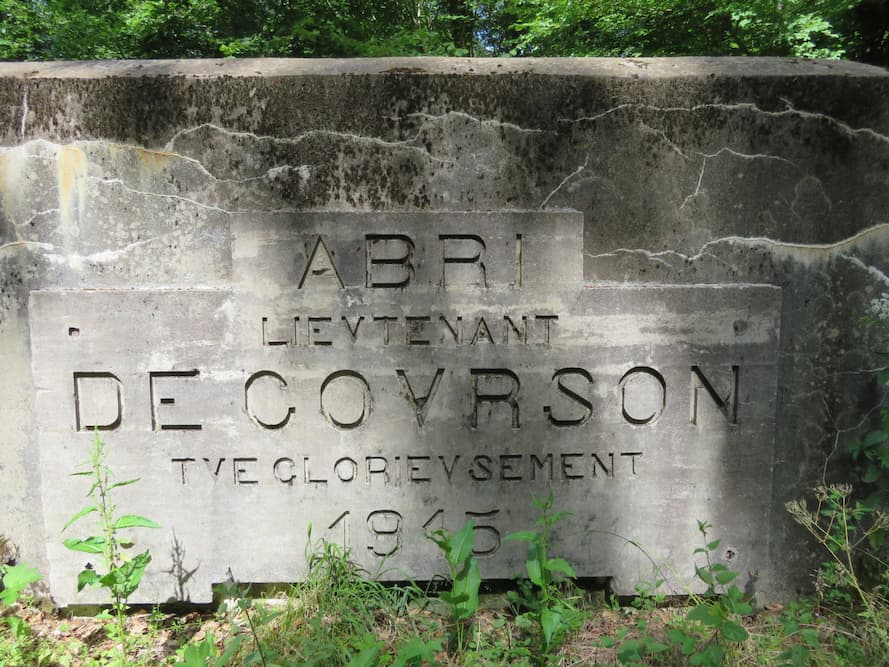 ABRI
LIEVTENANT
DE COVRSON
TVE GLORIEVSEMENT
1915